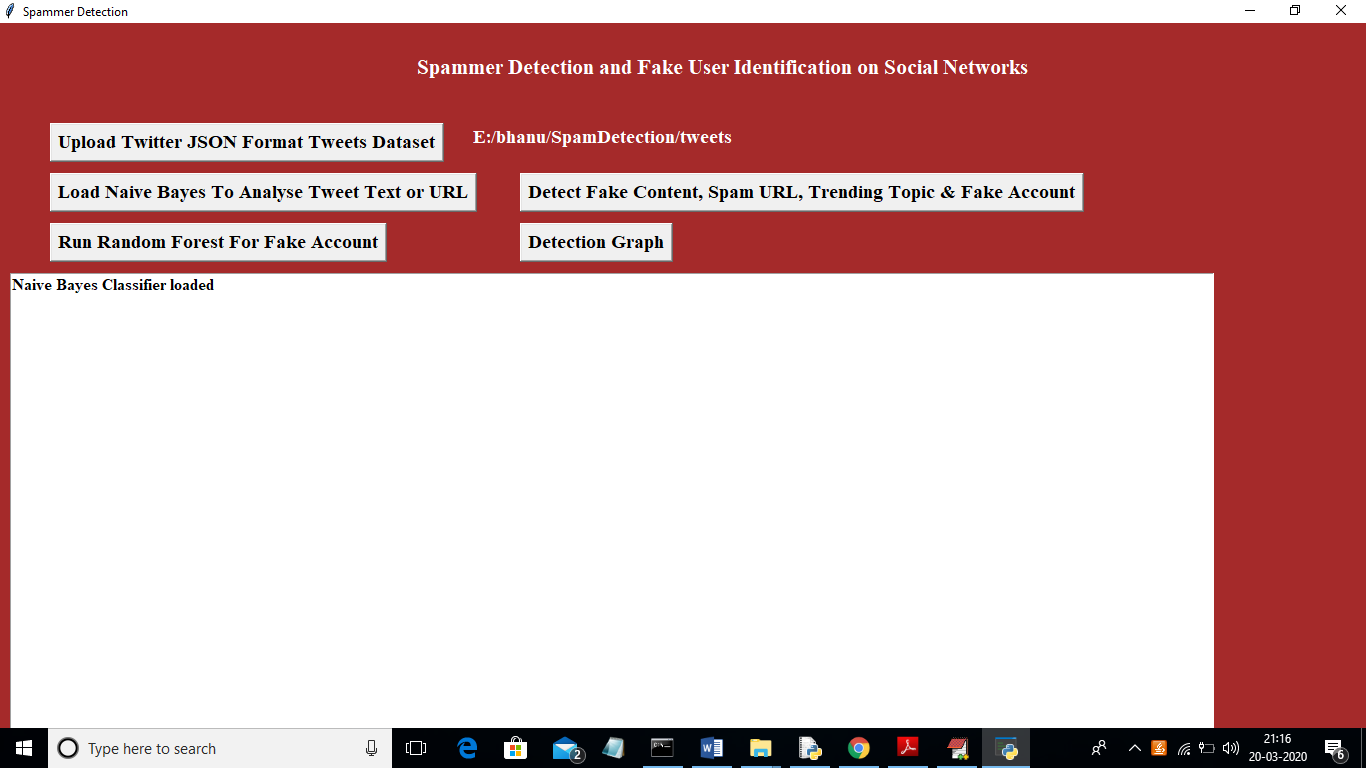 Spammer Detection
Spammer Detection and Fake User Identification on Social Networks
Upload Twitter JSON Format Tweets Dataset
E:/bhanu/SpamDetection/tweets
Load Naive Bayes To Analyse Tweet Text or URL
Detect Fake Content, Spam URL, Trending Topic & Fake Account
Run Random Forest For Fake Account
Detection Graph
Naive Bayes Classifier loaded
Type here to search
2
21:16
20-03-2020
6